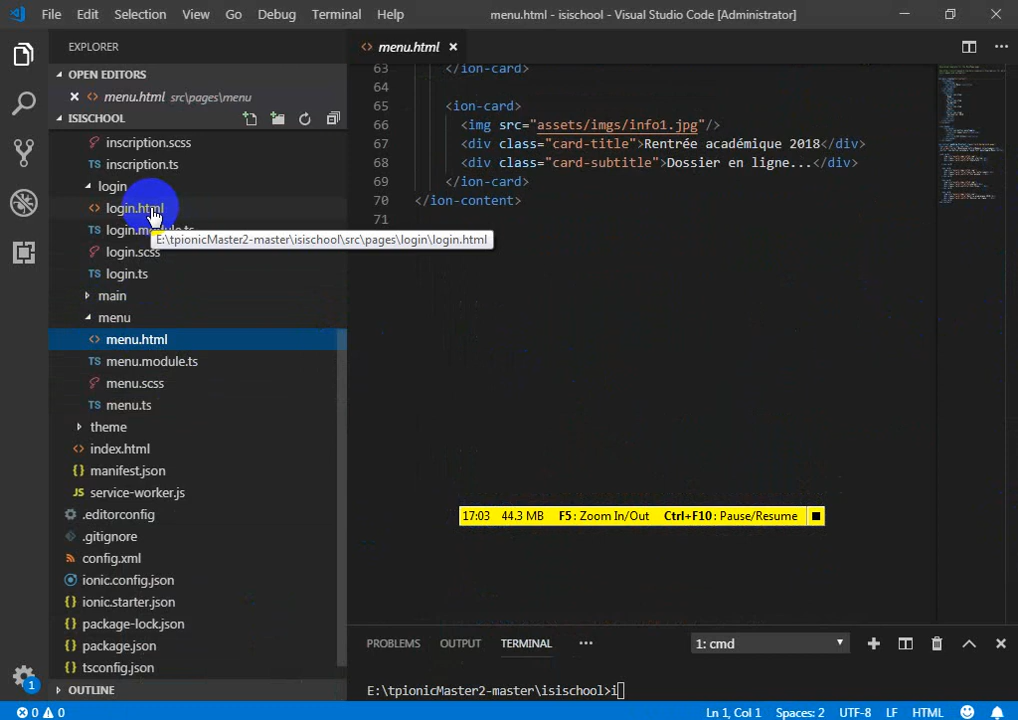 File Edit Selection View Go Debug Terminal Help menu.html - isischool - Visual Studio Code [Administrator]
EXPLORER
OPEN EDITORS
menu.html src\pages\menu
ISISCHOOL
inscription.scss
inscription.ts
login
login.html
E:\tpionicMaster2-master\isischool\src\pages\login\login.html
login.scss
login.ts
main
menu
menu.html
menu.module.ts
menu.scss
menu.ts
theme
index.html
manifest.json
service-worker.js
.editorconfig
.gitignore
config.xml
ionic.config.json
ionic.starter.json
package-lock.json
package.json
tsconfig.json
OUTLINE
menu.html
63 </ion-card>
64
65 <ion-card>
66 <img src="assets/imgs/info1.jpg"/>
67 <div class="card-title">Rentrée académique 2018</div>
68 <div class="card-subtitle">Dossier en ligne...</div>
69 </ion-card>
70 </ion-content>
71
17:03 44.3 MB F5: Zoom In/Out Ctrl+F10: Pause/Resume
PROBLEMS OUTPUT TERMINAL ... 1: cmd
E:\tpionicMaster2-master\isischool>i
1
0 0 Ln 1, Col 1 Spaces: 2 UTF-8 LF HTML